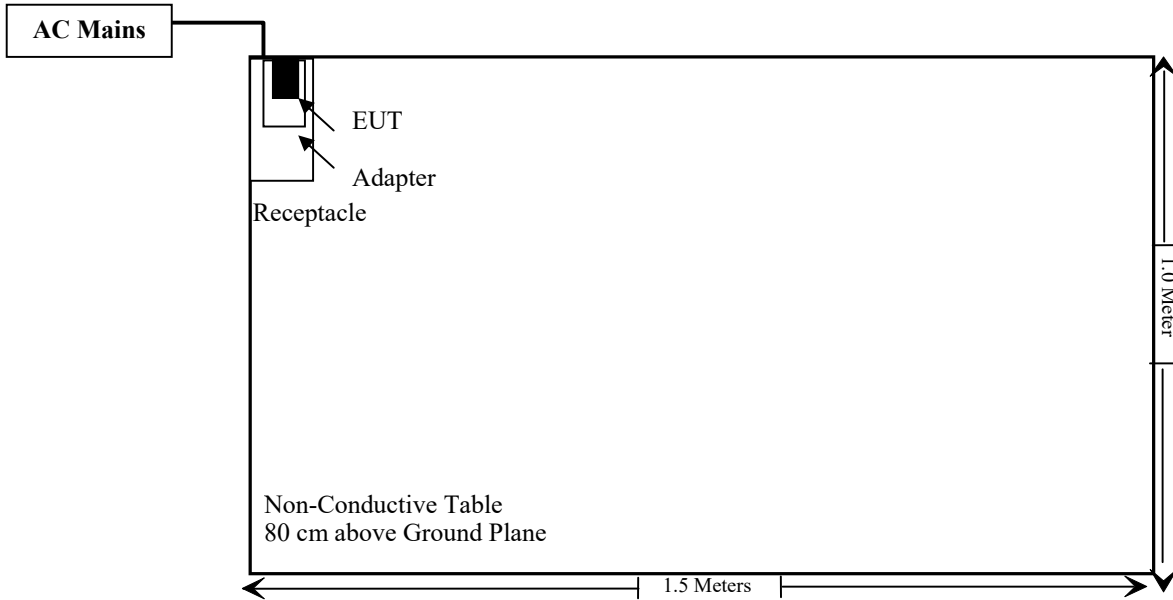 AC Mains
EUT
Adapter
Receptacle
1.0 Meter
Non-Conductive Table
80 cm above Ground Plane
1.5 Meters